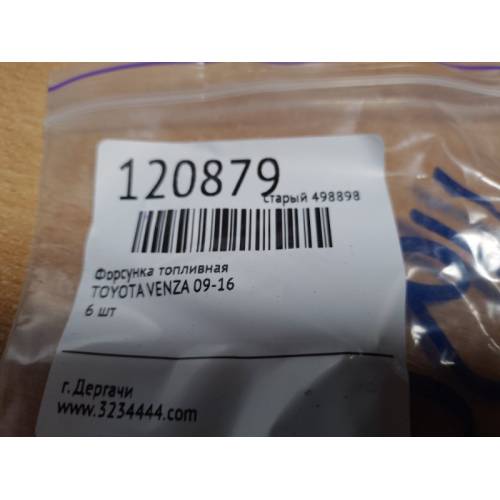 120879
старый 498898
Форсунка топливная
TOYOTA VENZA 09-16
6 шт
г. Дергачи
www.3234444.com